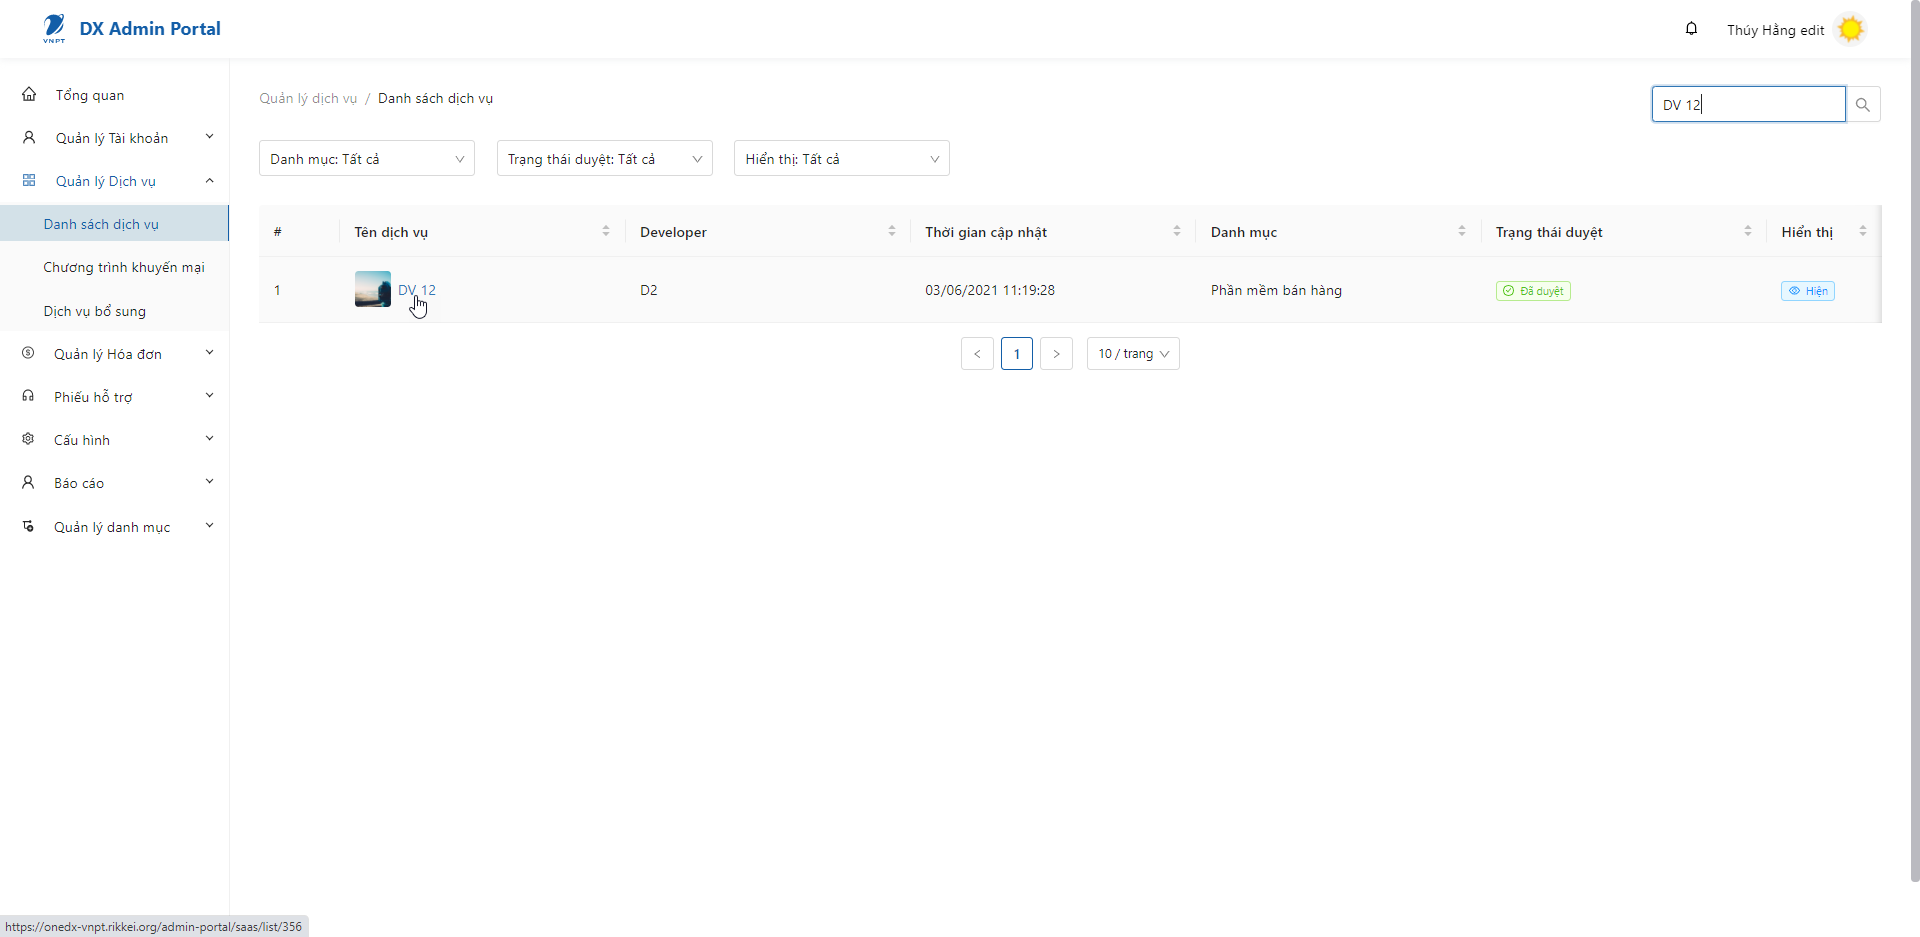 VNPT
DX Admin Portal
Thúy Hằng edit
Tổng quan
Quản lý Tài khoản
Quản lý Dịch vụ
Danh sách dịch vụ
Chương trình khuyến mại
Dịch vụ bổ sung
Quản lý Hóa đơn
Phiếu hỗ trợ
Cấu hình
Báo cáo
Quản lý danh mục
Quản lý dịch vụ / Danh sách dịch vụ
DV 12
Danh mục: Tất cả
Trạng thái duyệt: Tất cả
Hiển thị: Tất cả
# Tên dịch vụ Developer Thời gian cập nhật Danh mục Trạng thái duyệt Hiển thị
1 DV 12 D2 03/06/2021 11:19:28 Phần mềm bán hàng Đã duyệt Hiện
< 1 > 10 / trang
https://onedx-vnpt.rikkei.org/admin-portal/saas/list/356